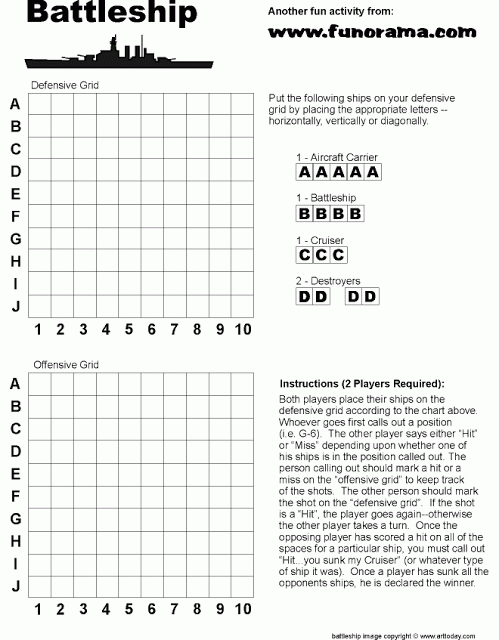 Battleship
Another fun activity from:
www.funorama.com
Defensive Grid
A
B
C
D
E
F
G
H
I
J
1 2 3 4 5 6 7 8 9 10
Put the following ships on your defensive
grid by placing the appropriate letters --
horizontally, vertically or diagonally.
1 - Aircraft Carrier
A A A A A
1 - Battleship
B B B B
1 - Cruiser
C C C
2 - Destroyers
D D D D
Offensive Grid
A
B
C
D
E
F
G
H
I
J
1 2 3 4 5 6 7 8 9 10
Instructions (2 Players Required):
Both players place their ships on the
defensive grid according to the chart above.
Whoever goes first calls out a position
(i.e. G-6). The other player says either "Hit"
or "Miss" depending upon whether one of
his ships is in the position called out. The
person calling out should mark a hit or a
miss on the "offensive grid" to keep track
of the shots. The other person should mark
the shot on the "defensive grid". If the shot
is a "Hit", the player goes again--otherwise
the other player takes a turn. Once the
opposing player has scored a hit on all of the
spaces for a particular ship, you must call out
"Hit...you sunk my Cruiser" (or whatever type
of ship it was). Once a player has sunk all the
opponents ships, he is declared the winner.
battleship image copyright © www.arttoday.com